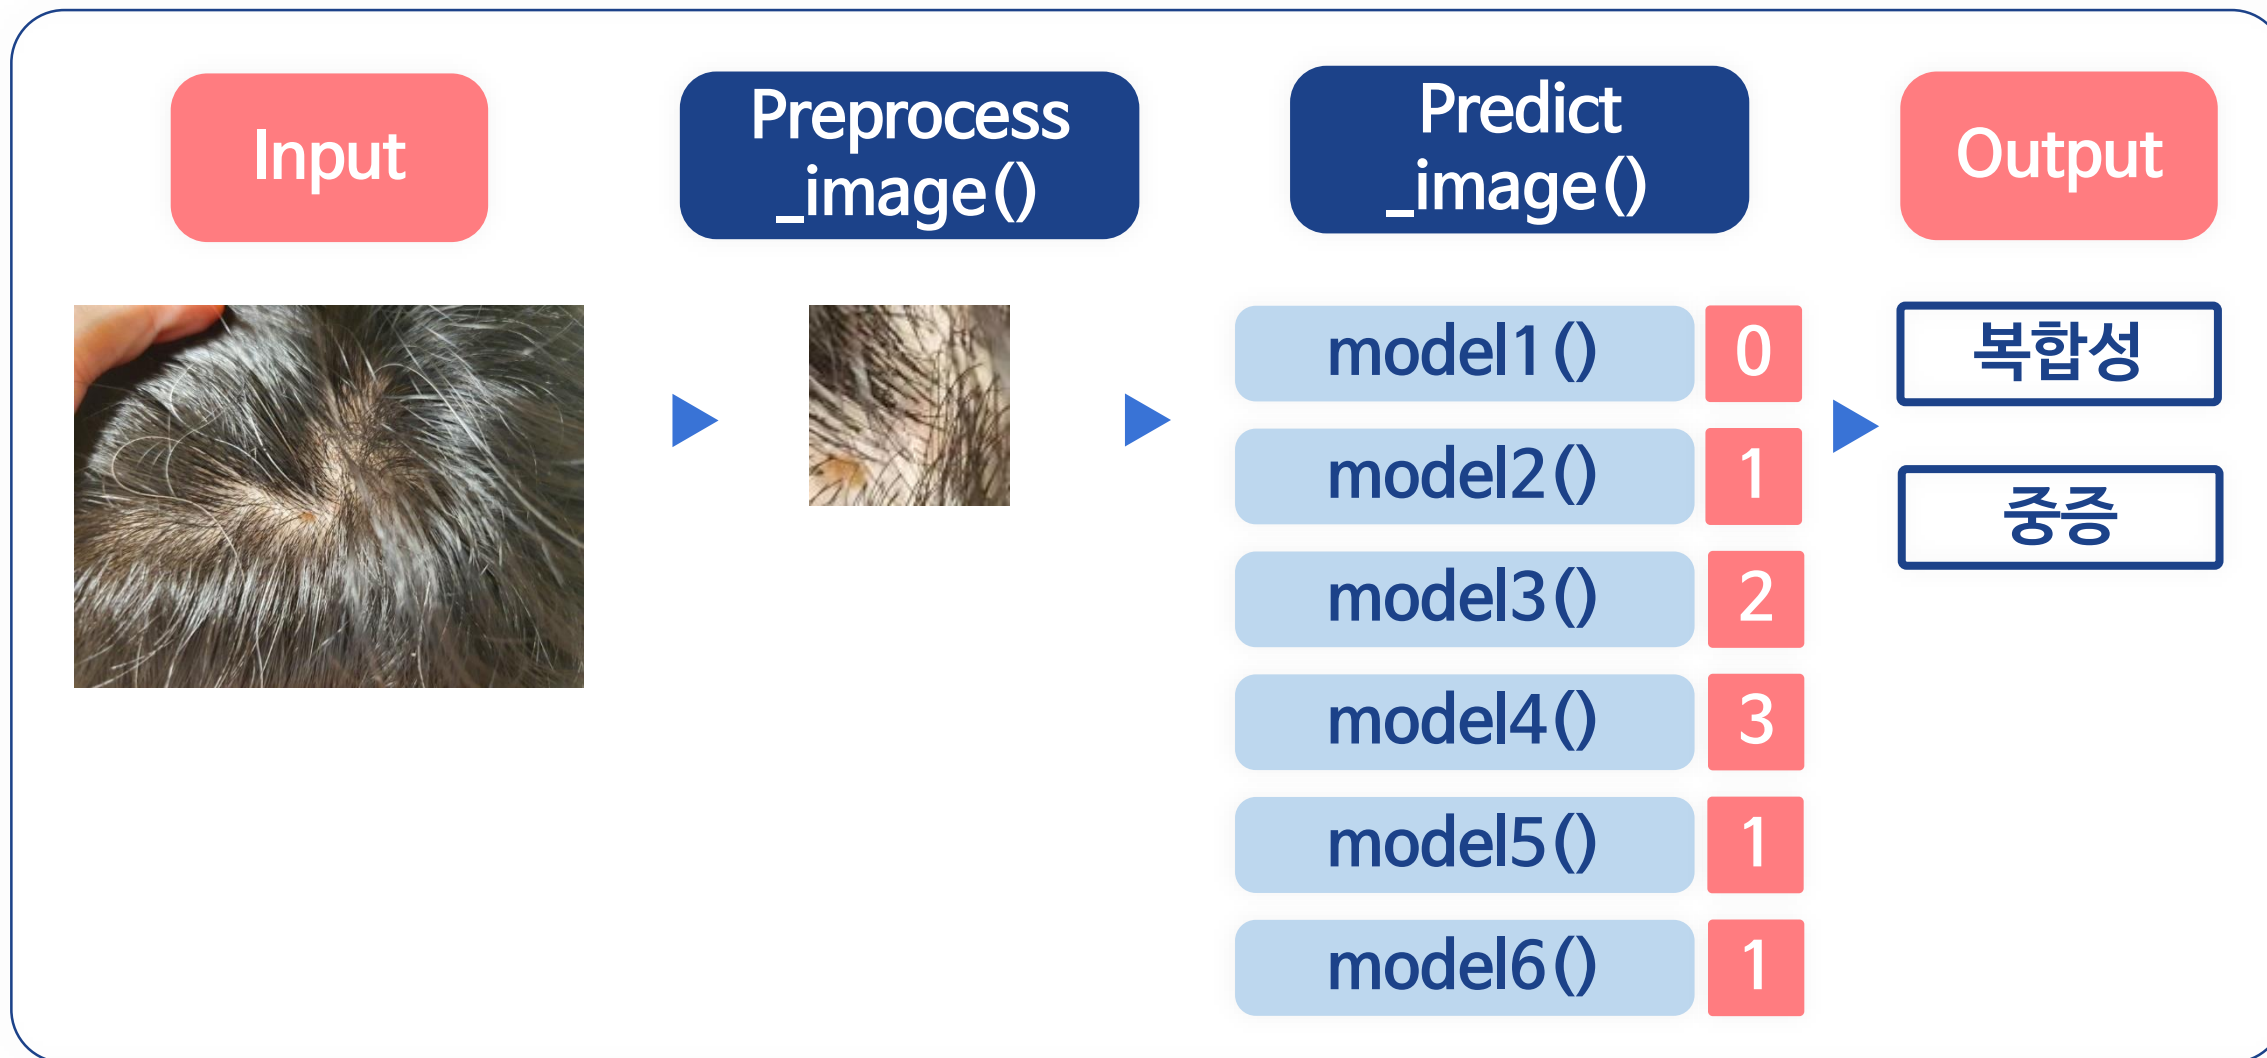 Input
Preprocess
_image()
Predict
_image()
Output
model1()
0
model2()
1
model3()
2
model4()
3
model5()
1
model6()
1
복합성
중증